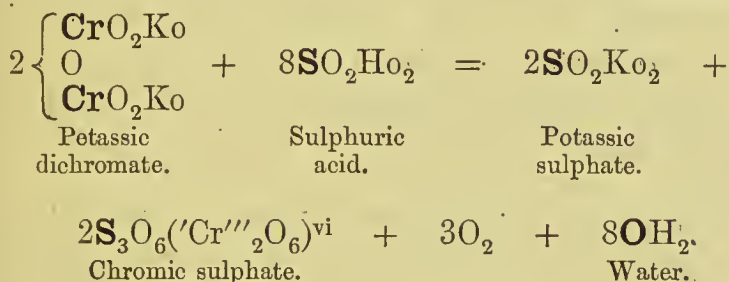 CrO₂Ko
2 { O + 8SO₂Ho₂ = 2SO₂Ko₂ +
CrO₂Ko
Potassic Sulphuric Potassic
dichromate. acid. sulphate.
2S₃O₆('Cr'''₂O₆)ᵛⁱ + 3O₂ + 8OH₂.
Chromic sulphate. Water.